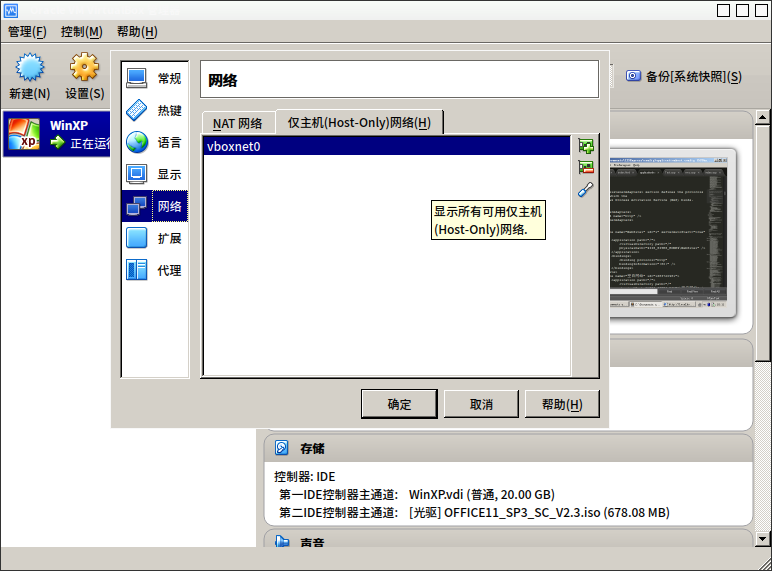 管理(F) 控制(M) 帮助(H)
新建(N) 设置(S)
备份[系统快照](S)
WinXP
正在运行
常规
热键
语言
显示
网络
扩展
代理
网络
NAT 网络 仅主机(Host-Only)网络(H)
vboxnet0
显示所有可用仅主机
(Host-Only)网络.
确定 取消 帮助(H)
存储
控制器: IDE
第一IDE控制器主通道: WinXP.vdi (普通, 20.00 GB)
第二IDE控制器主通道: [光驱] OFFICE11_SP3_SC_V2.3.iso (678.08 MB)
声音